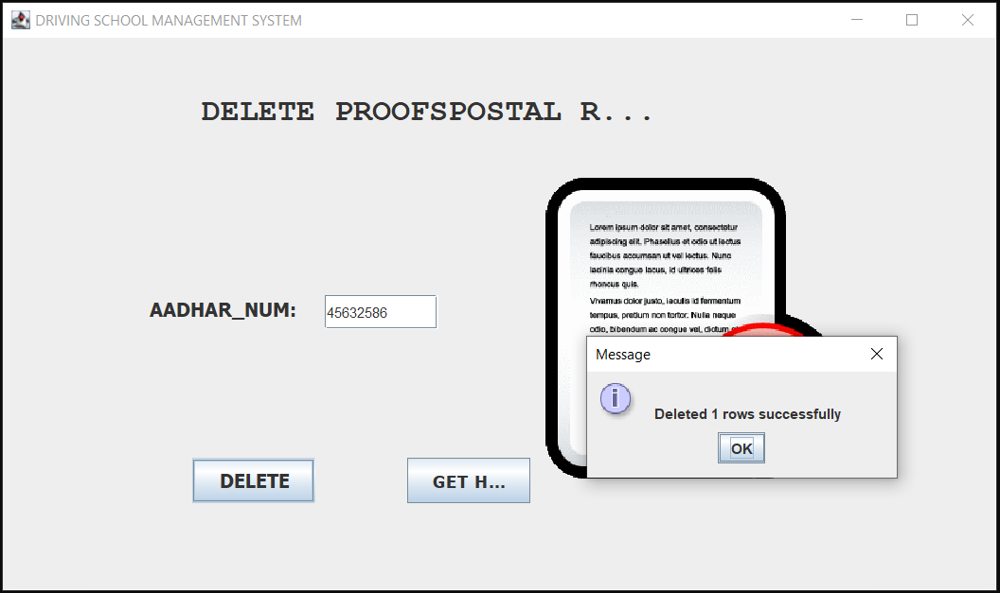 DRIVING SCHOOL MANAGEMENT SYSTEM
DELETE PROOFSPOSTAL R...
Lorem ipsum dolor sit amet, consectetur
adipiscing elit. Phasellus et odio ut lectus
faucibus accumsan ut vel lectus. Nunc
lacinia congue lacus, id ultrices felis
rhoncus quis.
Vivamus dolor justo, iaculis id fermentum
tempus, pretium non tortor. Nulla neque
odio, bibendum ac congue vel, dictum et
AADHAR_NUM:
45632586
Message
Deleted 1 rows successfully
OK
DELETE
GET H...